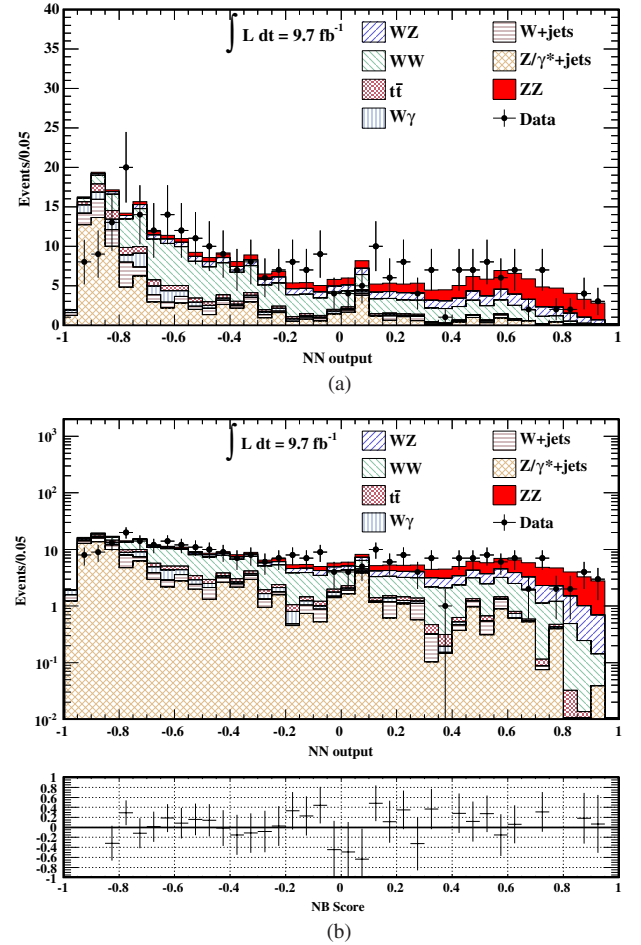 ∫ L dt = 9.7 fb⁻¹
WZ
WW
tt̄
Wγ
W+jets
Z/γ*+jets
ZZ
Data
Events/0.05
40
35
30
25
20
15
10
5
0
-1 -0.8 -0.6 -0.4 -0.2 0 0.2 0.4 0.6 0.8 1
NN output
(a)
∫ L dt = 9.7 fb⁻¹
WZ
WW
tt̄
Wγ
W+jets
Z/γ*+jets
ZZ
Data
Events/0.05
10³
10²
10
1
10⁻¹
10⁻²
-1 -0.8 -0.6 -0.4 -0.2 0 0.2 0.4 0.6 0.8 1
NN output
1
0.8
0.6
0.4
0.2
0
-0.2
-0.4
-0.6
-0.8
-1
-1 -0.8 -0.6 -0.4 -0.2 0 0.2 0.4 0.6 0.8 1
NB Score
(b)